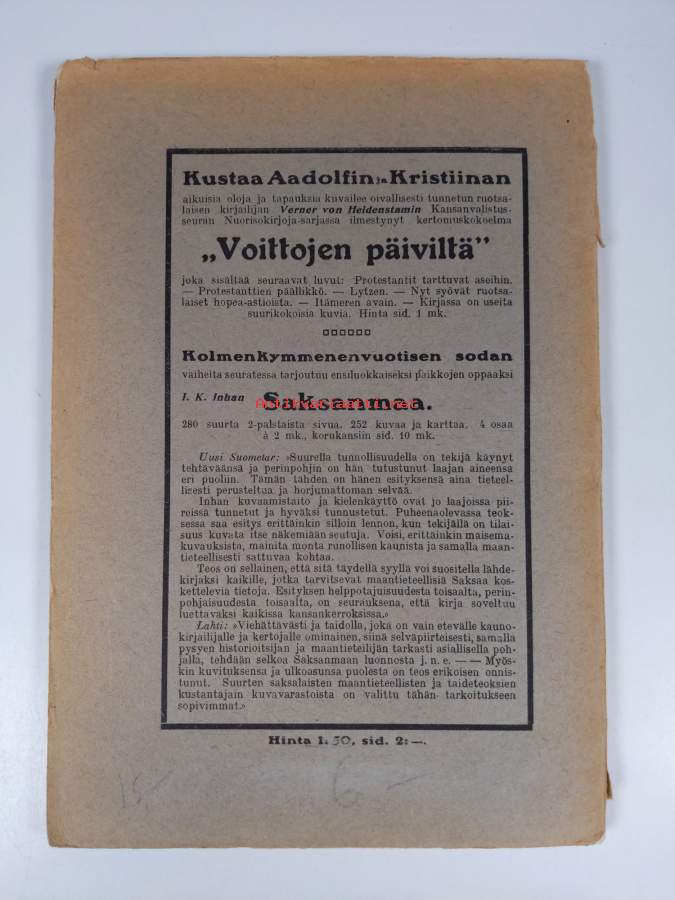 Kustaa Aadolfin ja Kristiinan
aikuisia oloja ja tapauksia kuvailee oivallisesti tunnetun ruotsa-
laisen kirjailijan Verner von Heidenstamin Kansanvalistus-
seuran Nuorisokirjoja-sarjassa ilmestynyt kertomuskokoelma
„Voittojen päiviltä”
joka sisältää seuraavat luvut: Protestantit tarttuvat aseihin.
— Protestanttien päällikkö. — Lytzen. — Nyt syövät ruotsa-
laiset hopea-astioista. — Itämeren avain. — Kirjassa on useita
suurikokoisia kuvia. Hinta sid. 1 mk.
Kolmenkymmenenvuotisen sodan
vaiheita seuratessa tarjoutuu ensiluokkaiseksi paikkojen oppaaksi
I. K. Inhan Saksanmaa.
280 suurta 2-palstaista sivua. 252 kuvaa ja karttaa. 4 osaa
à 2 mk., korukansiin sid. 10 mk.
Uusi Suometar: »Suurella tunnollisuudella on tekijä käynyt
tehtäväänsä ja perinpohjin on hän tutustunut laajan aineensa
eri puoliin. Tämän tähden on hänen esityksensä aina tieteel-
lisesti perusteltua ja horjumattoman selvää.
Inhan kuvaamistaito ja kielenkäyttö ovat jo laajoissa pii-
reissä tunnetut ja hyväksi tunnustetut. Puheenaolevassa teok-
sessa saa esitys erittäinkin silloin lennon, kun tekijällä on tilai-
suus kuvata itse näkemiään seutuja. Voisi, erittäinkin maisema-
kuvauksista, mainita monta runollisen kaunista ja samalla maan-
tieteellisesti sattuvaa kohtaa.
Teos on sellainen, että sitä täydellä syyllä voi suositella lähde-
kirjaksi kaikille, jotka tarvitsevat maantieteellisiä Saksaa kos-
kettelevia tietoja. Esityksen helppotajuisuudesta toisaalta, perin-
pohjaisuudesta toisaalta, on seurauksena, että kirja soveltuu
luettavaksi kaikissa kansankerroksissa.»
Lahti: »Viehättävästi ja taidolla, joka on vain etevälle kauno-
kirjailijalle ja kertojalle ominainen, siinä selväpiirteisesti, samalla
pysyen historioitsijan ja maantieteilijän tarkasti asiallisella poh-
jalla, tehdään selkoa Saksanmaan luonnosta j. n. e. — — Myös-
kin kuvituksensa ja ulkoasunsa puolesta on teos erikoisen onnis-
tunut. Suurten saksalaisten maantieteellisten ja taideteoksien
kustantajain kuvavarastoista on valittu tähän tarkoitukseen
sopivimmat.»
Hinta 1: 50, sid. 2:—.
15,- 6-